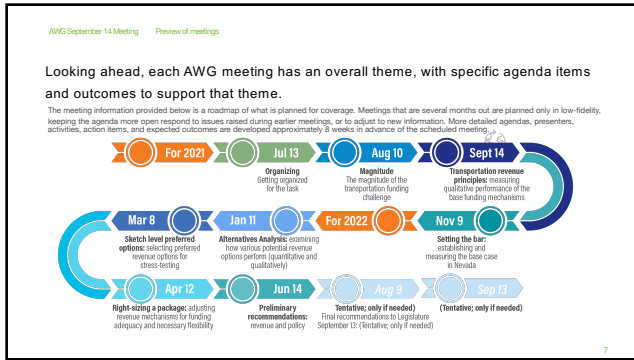 AWG September 14 Meeting Preview of meetings
Looking ahead, each AWG meeting has an overall theme, with specific agenda items
and outcomes to support that theme.
The meeting information provided below is a roadmap of what is planned for coverage. Meetings that are several months out are planned only in low-fidelity,
keeping the agenda more open respond to issues raised during earlier meetings, or to adjust to new information. More detailed agendas, presenters,
activities, action items, and expected outcomes are developed approximately 8 weeks in advance of the scheduled meeting.
For 2021
Jul 13
Organizing
Getting organized
for the task
Aug 10
Magnitude
The magnitude of the
transportation funding
challenge
Sept 14
Transportation revenue
principles: measuring
qualitative performance of the
base funding mechanisms
Mar 8
Sketch level preferred
options: selecting preferred
revenue options for
stress-testing
Jan 11
Alternatives Analysis: examining
how various potential revenue
options perform (quantitative and
qualitatively)
For 2022
Nov 9
Setting the bar:
establishing and
measuring the base case
in Nevada
Apr 12
Right-sizing a package: adjusting
revenue mechanisms for funding
adequacy and necessary flexibility
Jun 14
Preliminary
recommendations:
revenue and policy
Aug 9
Tentative; only if needed)
Final recommendations to Legislature
September 13: (Tentative; only if needed)
Sep 13
(Tentative; only if needed)
7